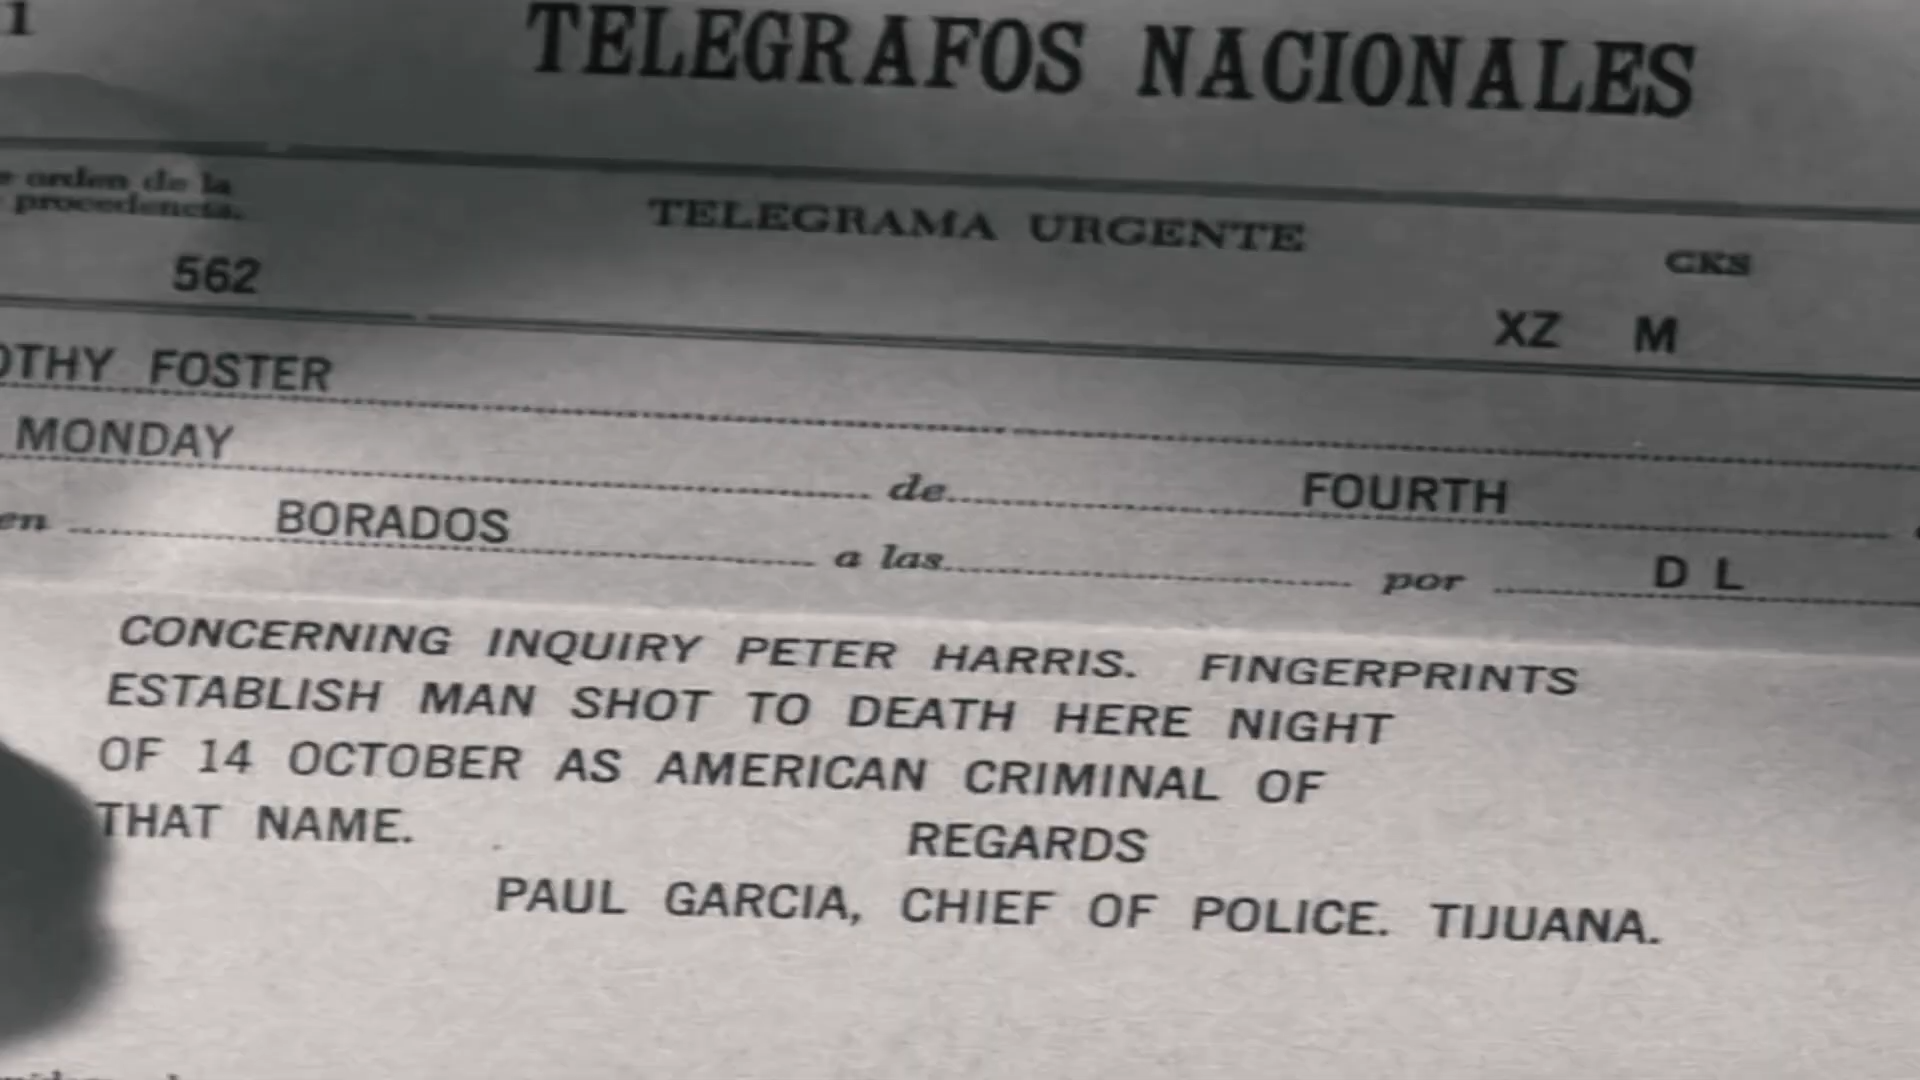 1
TELEGRAFOS NACIONALES
orden de la
procedencia.
TELEGRAMA URGENTE
CKS
562
XZ M
OTHY FOSTER
MONDAY de FOURTH
en BORADOS a las por D L
CONCERNING INQUIRY PETER HARRIS. FINGERPRINTS
ESTABLISH MAN SHOT TO DEATH HERE NIGHT
OF 14 OCTOBER AS AMERICAN CRIMINAL OF
THAT NAME.
REGARDS
PAUL GARCIA, CHIEF OF POLICE. TIJUANA.